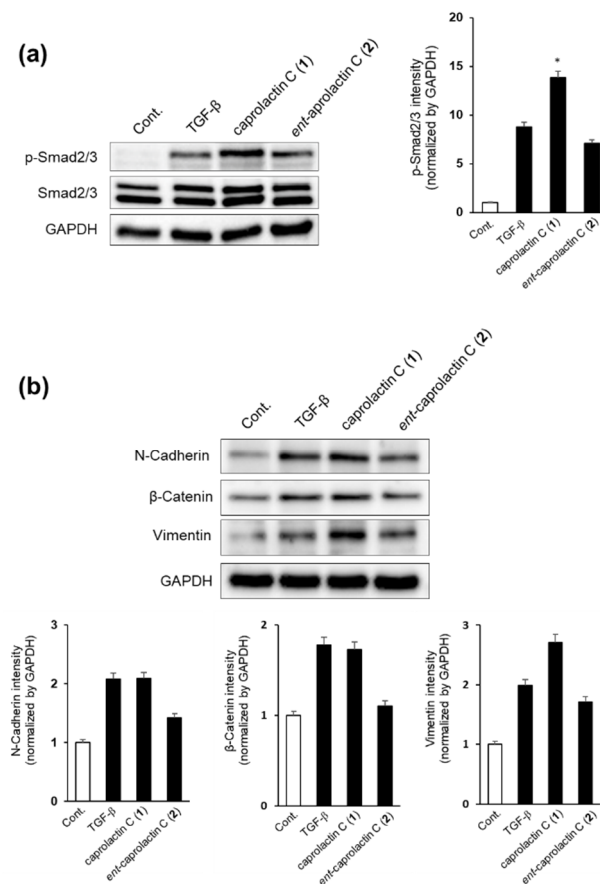 (a)
Cont.
TGF-β
caprolactin C (1)
ent-aprolactin C (2)
p-Smad2/3
Smad2/3
GAPDH
p-Smad2/3 intensity
(normalized by GAPDH)
20
15
10
5
0
*
Cont.
TGF-β
caprolactin C (1)
ent-caprolactin C (2)
(b)
Cont.
TGF-β
caprolactin C (1)
ent-caprolactin C (2)
N-Cadherin
β-Catenin
Vimentin
GAPDH
N-Cadherin intensity
(normalized by GAPDH)
3
2
1
0
Cont.
TGF-β
caprolactin C (1)
ent-caprolactin C (2)
β-Catenin intensity
(normalized by GAPDH)
2
1
0
Cont.
TGF-β
caprolactin C (1)
ent-caprolactin C (2)
Vimentin intensity
(normalized by GAPDH)
3
2
1
0
Cont.
TGF-β
caprolactin C (1)
ent-caprolactin C (2)